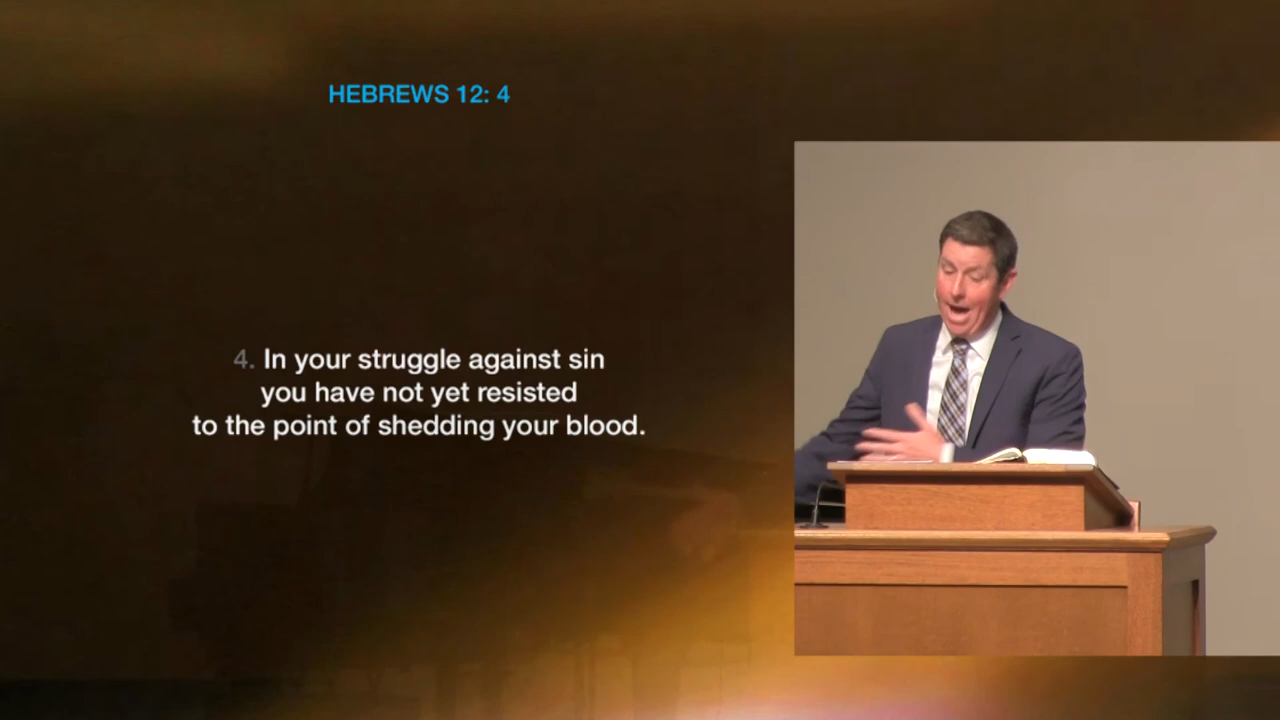 HEBREWS 12: 4
4. In your struggle against sin
you have not yet resisted
to the point of shedding your blood.